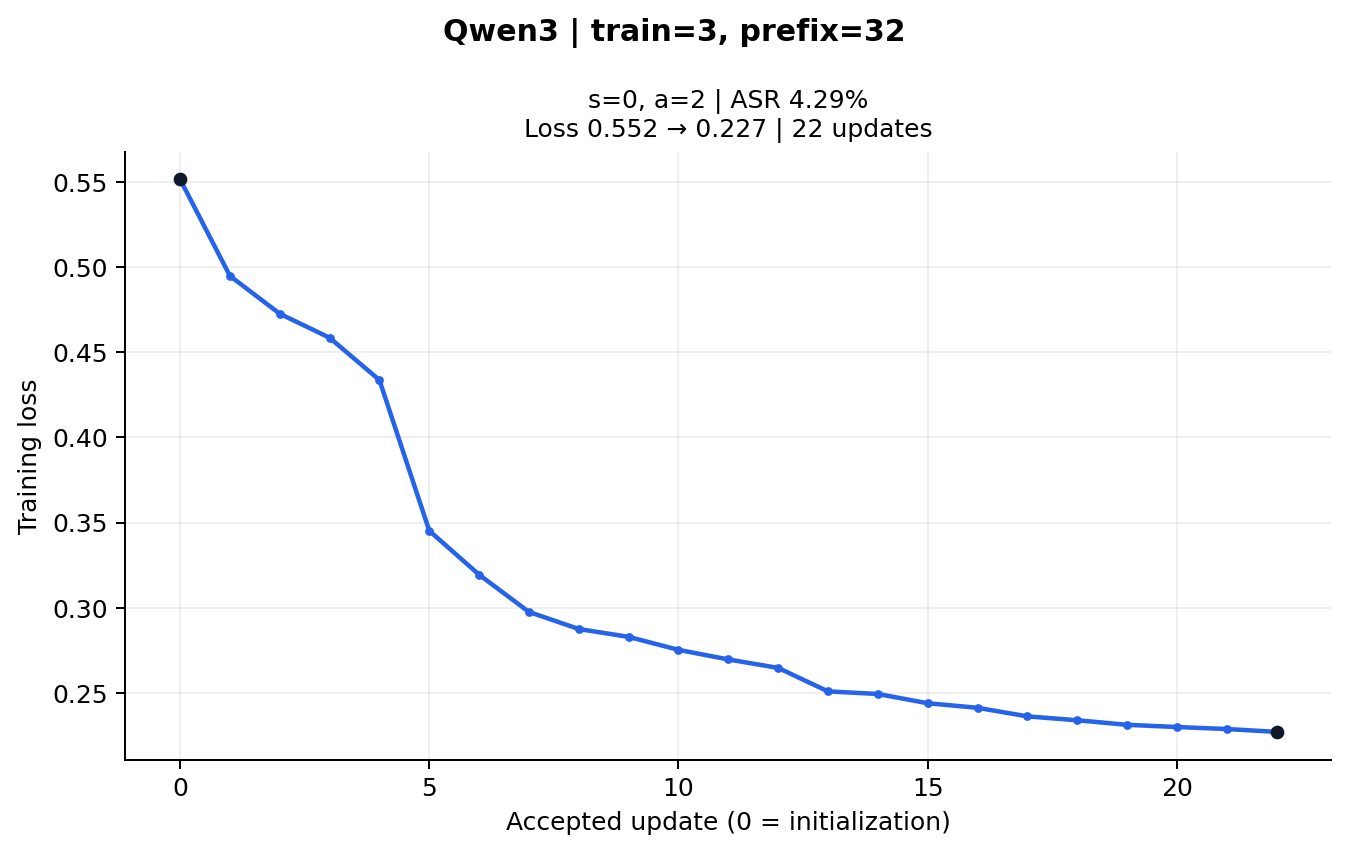 Qwen3 | train=3, prefix=32
s=0, a=2 | ASR 4.29%
Loss 0.552 → 0.227 | 22 updates
0.55
0.50
0.45
0.40
0.35
0.30
0.25
Training loss
0
5
10
15
20
Accepted update (0 = initialization)